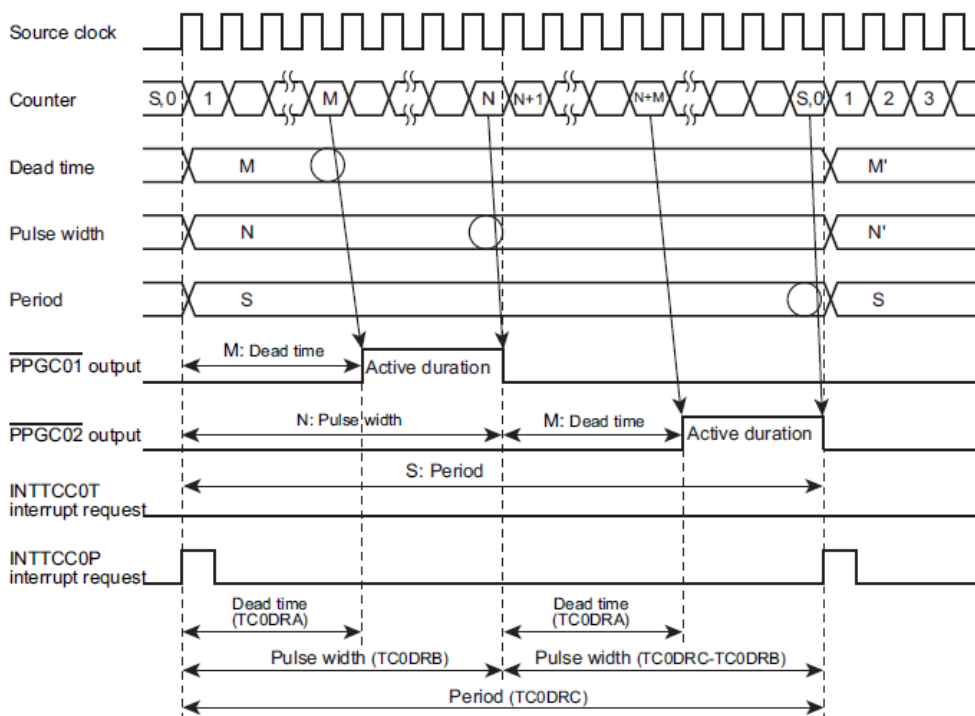 Source clock
Counter S,0 1 M N N+1 N+M S,0 1 2 3
Dead time M M'
Pulse width N N'
Period S S
M: Dead time
PPGC01 output Active duration
N: Pulse width M: Dead time
PPGC02 output Active duration
S: Period
INTTCC0T
interrupt request
INTTCC0P
interrupt request
Dead time
(TC0DRA)
Dead time
(TC0DRA)
Pulse width (TC0DRB) Pulse width (TC0DRC-TC0DRB)
Period (TC0DRC)